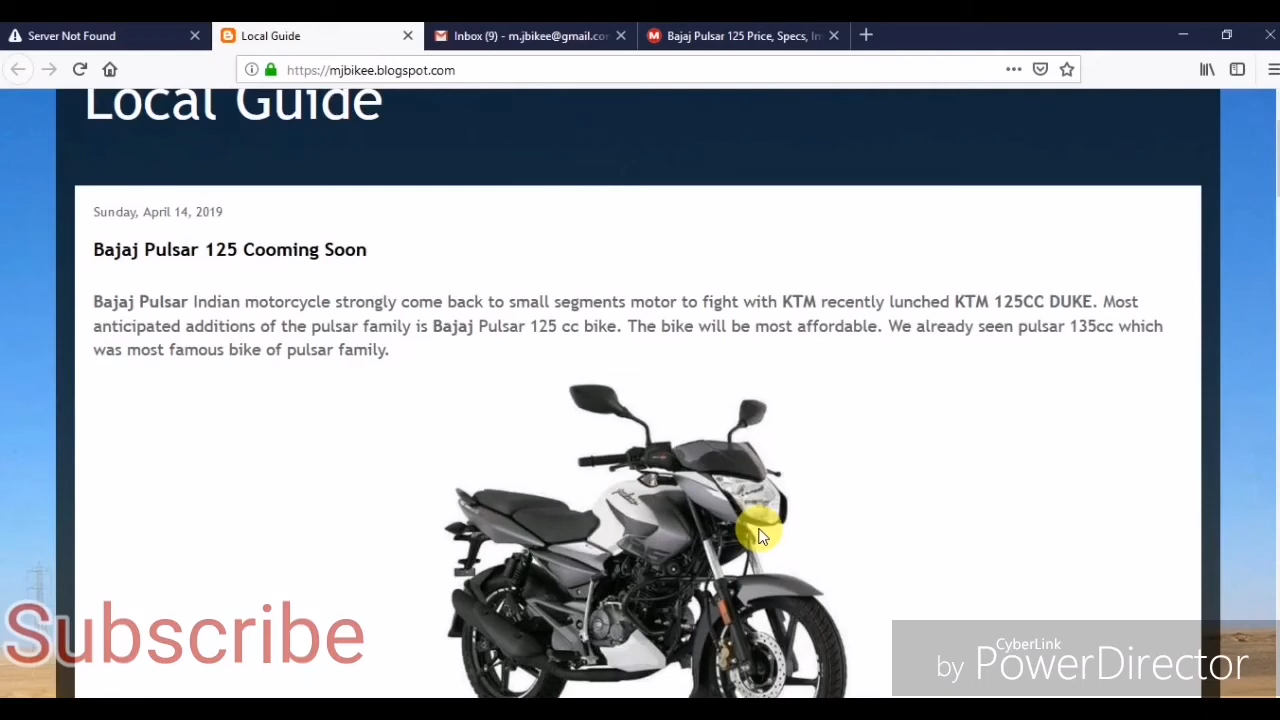 Server Not Found
Local Guide
Inbox (9) - m.jbikee@gmail.co
Bajaj Pulsar 125 Price, Specs, I
https://mjbikee.blogspot.com
Local Guide
Sunday, April 14, 2019
Bajaj Pulsar 125 Cooming Soon
Bajaj Pulsar Indian motorcycle strongly come back to small segments motor to fight with KTM recently lunched KTM 125CC DUKE. Most
anticipated additions of the pulsar family is Bajaj Pulsar 125 cc bike. The bike will be most affordable. We already seen pulsar 135cc which
was most famous bike of pulsar family.
pulsar
Subscribe
CyberLink
by PowerDirector